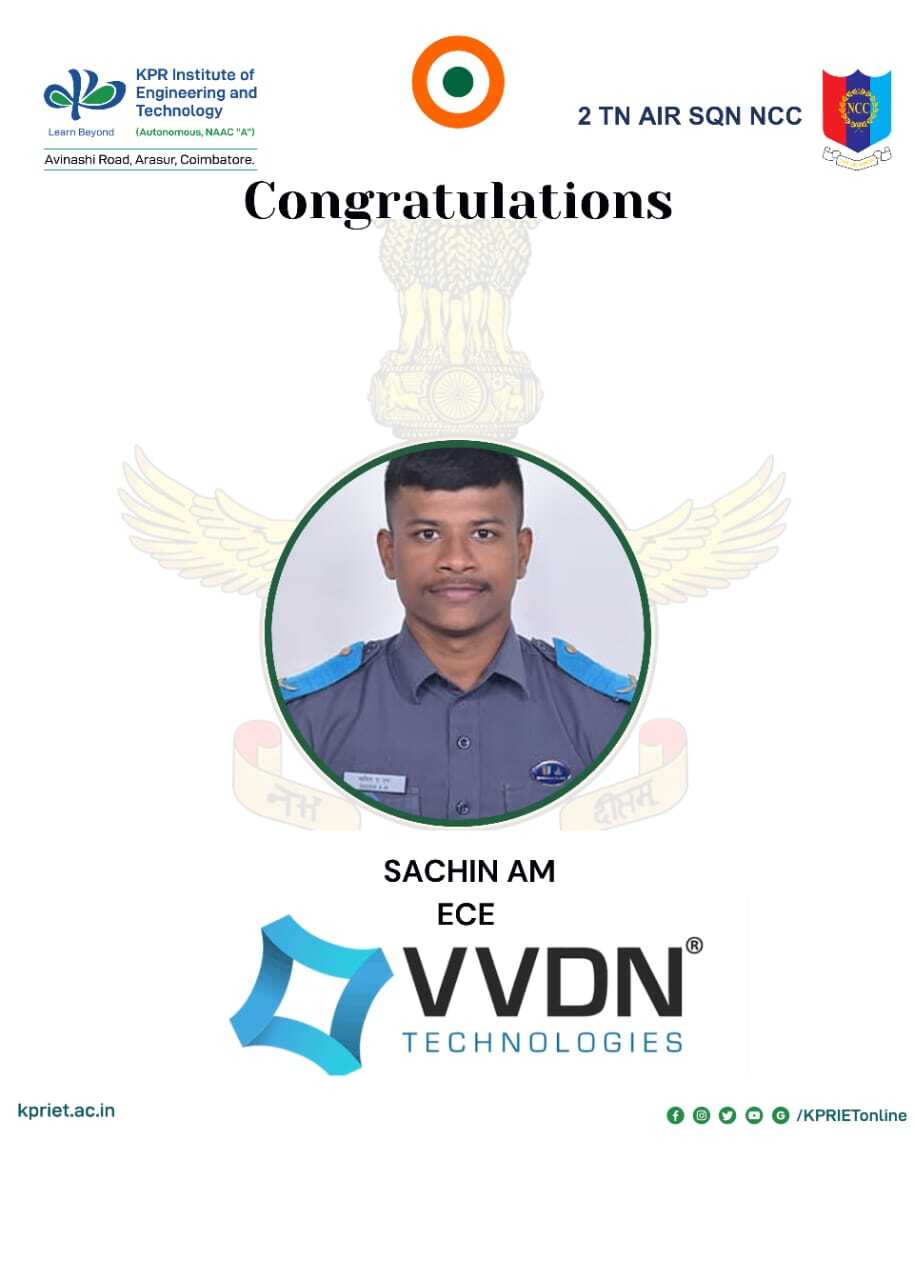 KPR Institute of
Engineering and
Technology
Learn Beyond (Autonomous, NAAC "A")
Avinashi Road, Arasur, Coimbatore.
2 TN AIR SQN NCC
NCC
Congratulations
नभ
दीप्तम्
SACHIN AM
ECE
VVDN®
TECHNOLOGIES
kpriet.ac.in
/KPRIETonline